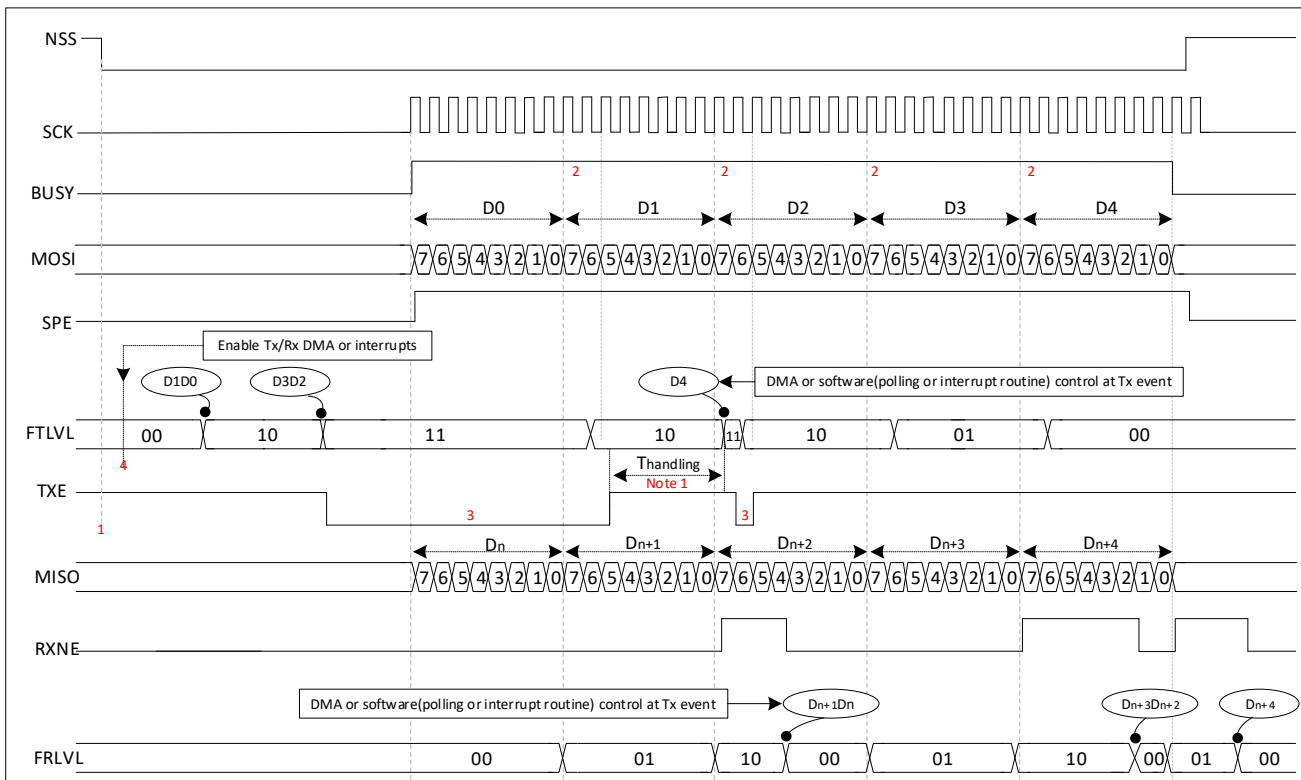 NSS
SCK
BUSY
2 2 2 2
D0 D1 D2 D3 D4
MOSI
7 6 5 4 3 2 1 0 7 6 5 4 3 2 1 0 7 6 5 4 3 2 1 0 7 6 5 4 3 2 1 0 7 6 5 4 3 2 1 0
SPE
Enable Tx/Rx DMA or interrupts
D1D0 D3D2 D4 DMA or software(polling or interrupt routine) control at Tx event
FTLVL 00 10 11 10 11 10 01 00
4 Thandling
TXE Note 1
1 3 3
Dn Dn+1 Dn+2 Dn+3 Dn+4
MISO
7 6 5 4 3 2 1 0 7 6 5 4 3 2 1 0 7 6 5 4 3 2 1 0 7 6 5 4 3 2 1 0 7 6 5 4 3 2 1 0
RXNE
DMA or software(polling or interrupt routine) control at Tx event Dn+1Dn Dn+3Dn+2 Dn+4
FRLVL 00 01 10 00 01 10 00 01 00